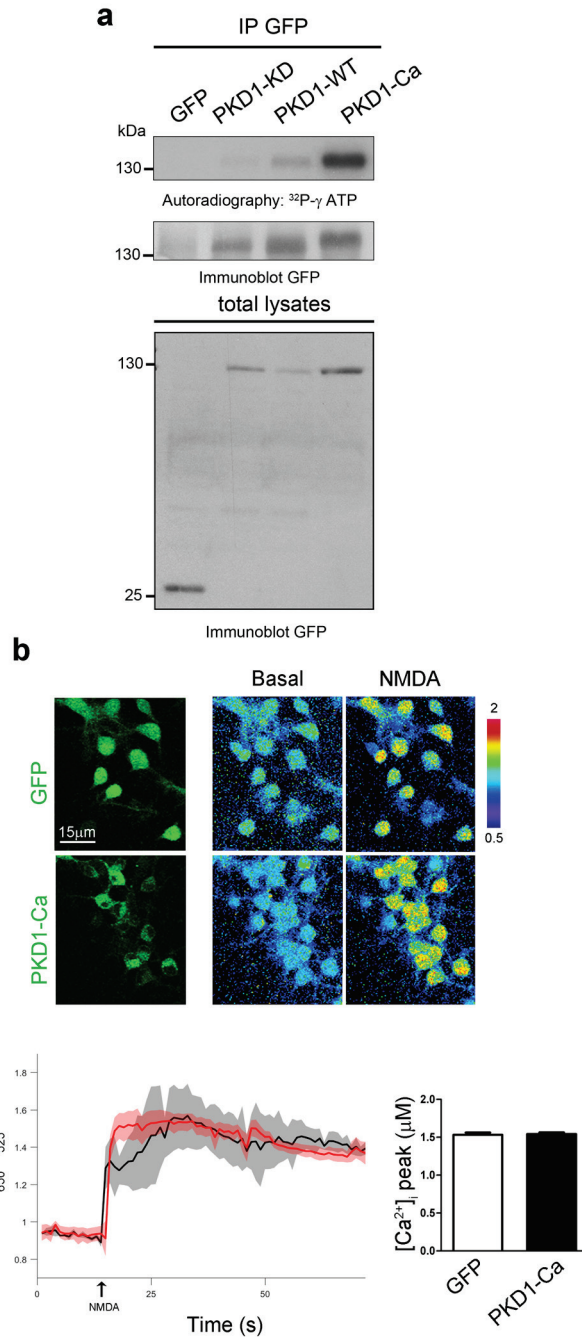 a
IP GFP
GFP PKD1-KD PKD1-WT PKD1-Ca
kDa
130
Autoradiography: ³²P-γ ATP
130
Immunoblot GFP
total lysates
130
25
Immunoblot GFP
b
Basal NMDA
GFP
15μm
2
0.5
PKD1-Ca
1.8
1.6
1.4
1.2
1
0.8
0 25 50
NMDA
Time (s)
[Ca²⁺]i peak (μM)
2.0
1.5
1.0
0.5
0.0
GFP PKD1-Ca